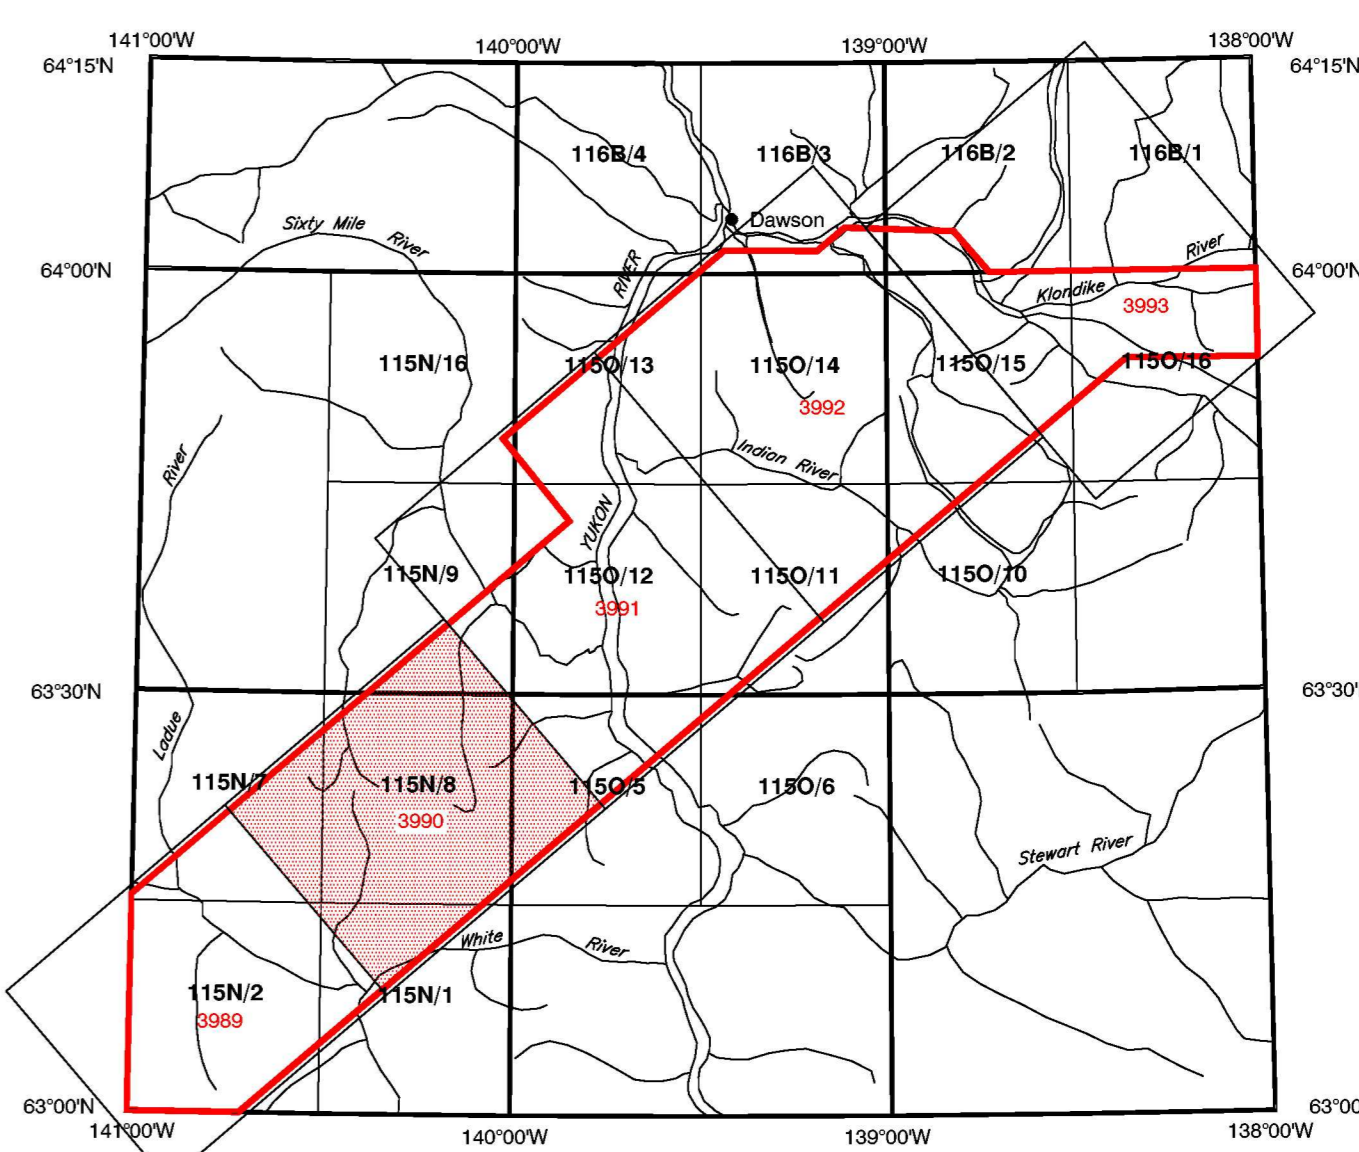 141°00'W 140°00'W 139°00'W 138°00'W
64°15'N 64°15'N
116B/4 116B/3 116B/2 116B/1
Dawson
Sixty Mile River
River
64°00'N RIVER 64°00'N
Klondike
3993
115N/16 115O/13 115O/14 115O/15 115O/16
3992
River Indian River
YUKON
115N/9 115O/12 115O/11 115O/10
3991
63°30'N 63°30'
Ladue
115N/7 115N/8 115O/5 115O/6
3990
Stewart River
White River
115N/2 115N/1
3989
63°00'N 63°00
141°00'W 140°00'W 139°00'W 138°00'W